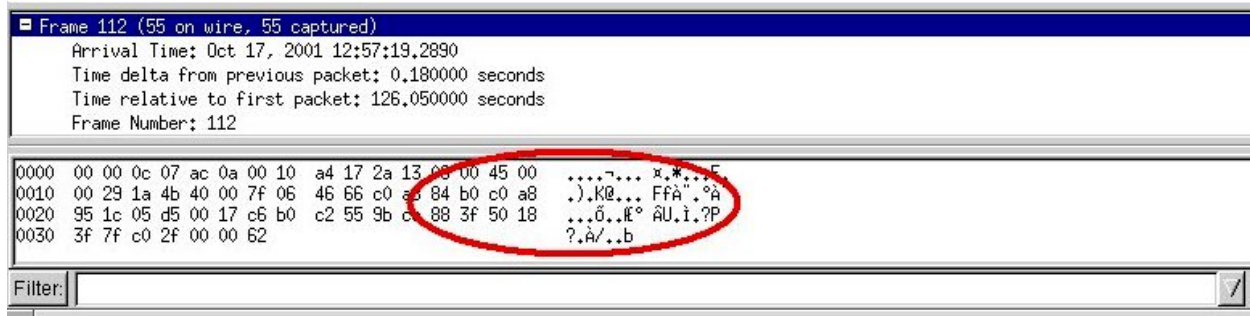 Frame 112 (55 on wire, 55 captured)
Arrival Time: Oct 17, 2001 12:57:19.2890
Time delta from previous packet: 0.180000 seconds
Time relative to first packet: 126.050000 seconds
Frame Number: 112
0000 00 00 0c 07 ac 0a 00 10 a4 17 2a 13 08 00 45 00 ....¬... ¤.*...E.
0010 00 29 1a 4b 40 00 7f 06 46 66 c0 a8 84 b0 c0 a8 .).K@... FfÀ¨.°À¨
0020 95 1c 05 d5 00 17 c6 b0 c2 55 9b 88 3f 50 18 ...Õ..Æ° ÂU.Ì.?P.
0030 3f 7f c0 2f 00 00 62 ?.À/..b
Filter: